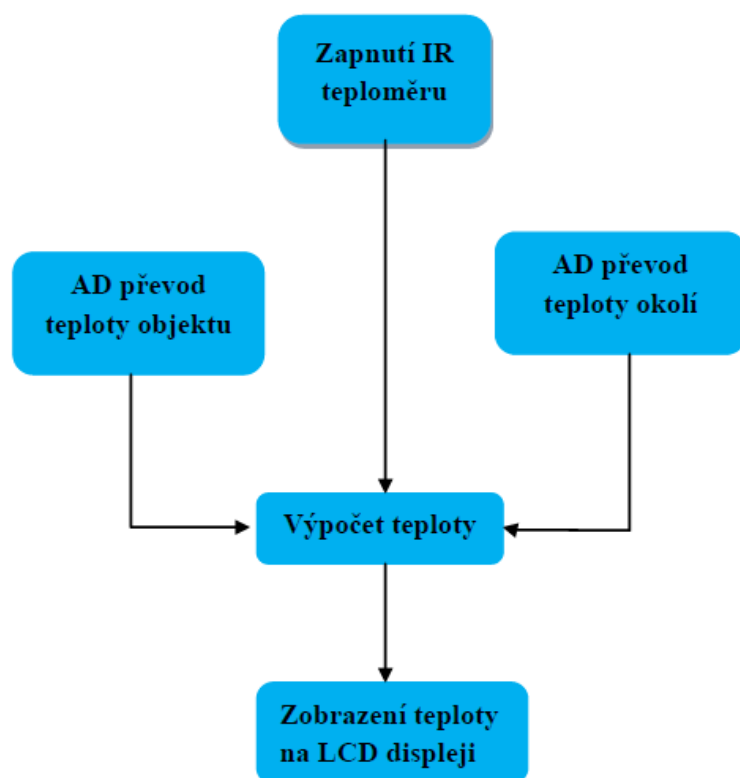 Zapnutí IR
teploměru
AD převod
teploty objektu
AD převod
teploty okolí
Výpočet teploty
Zobrazení teploty
na LCD displeji